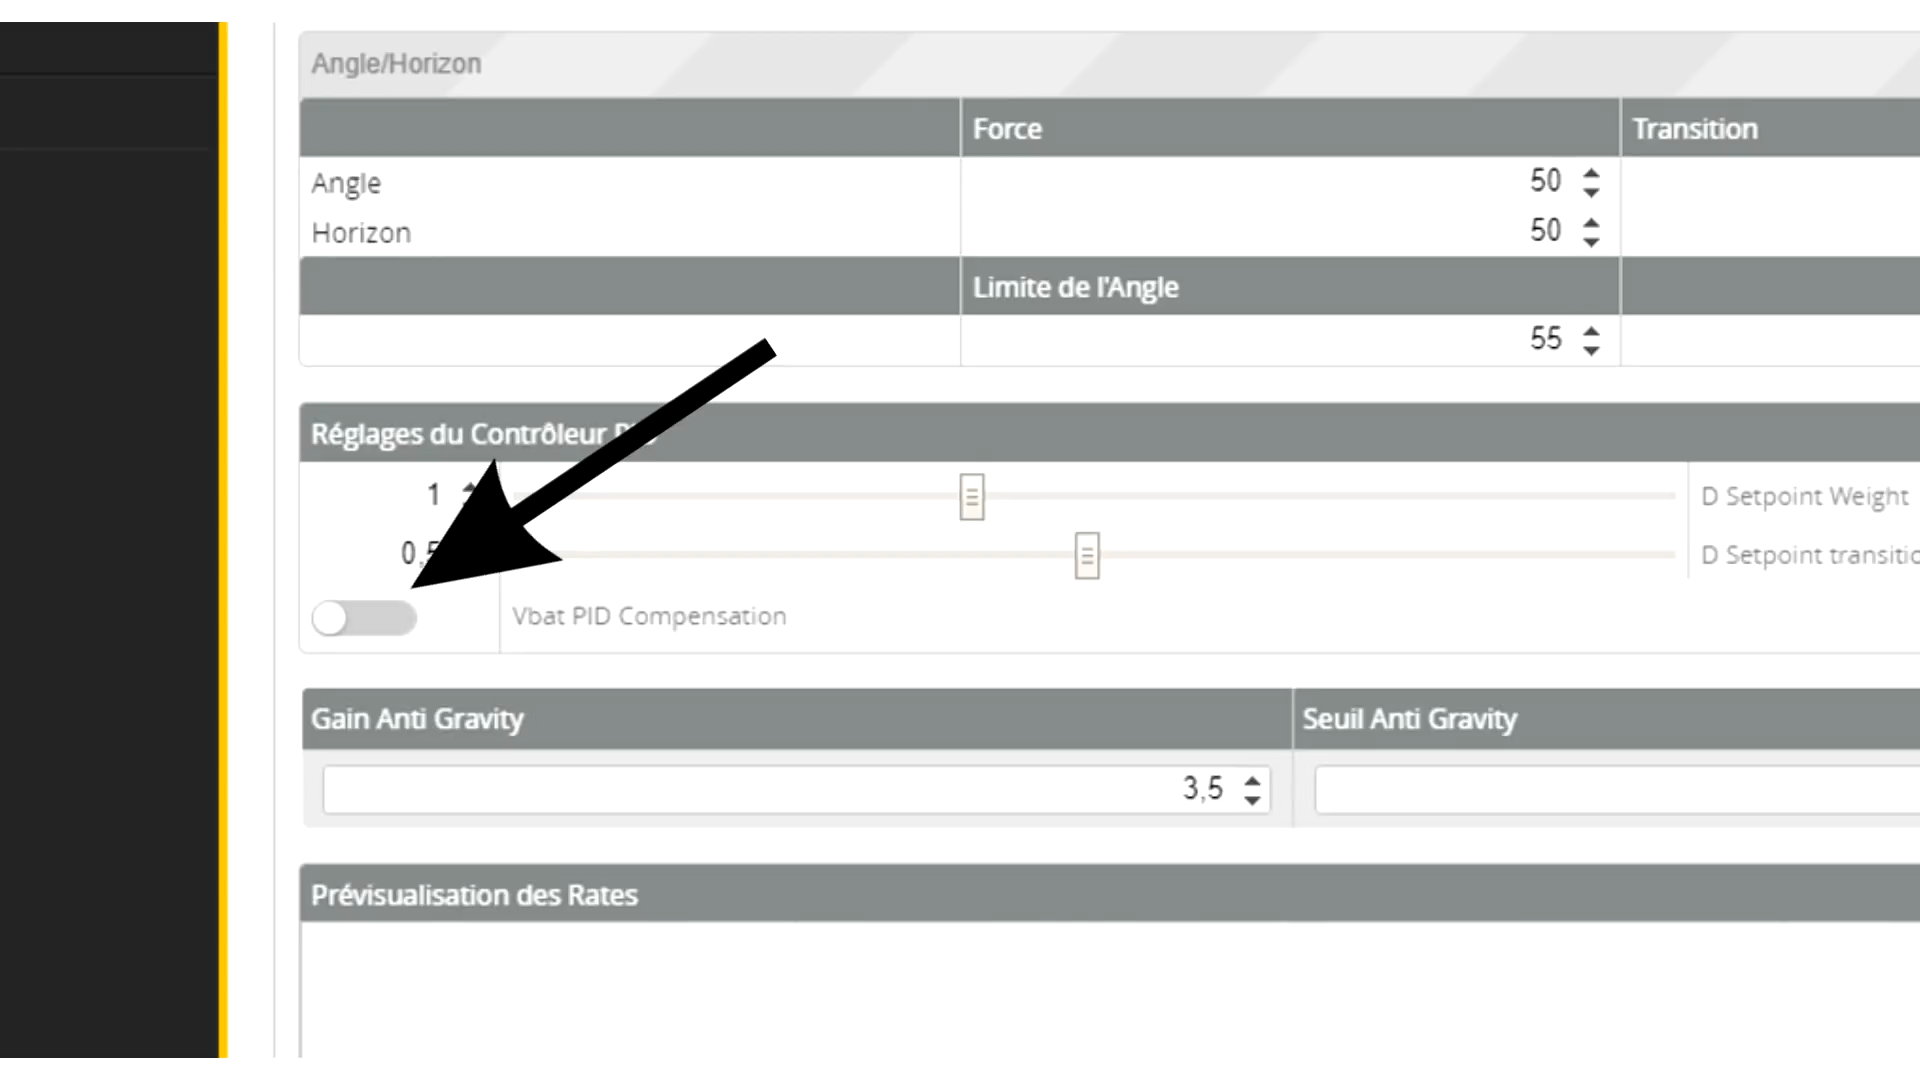 Angle/Horizon
Force Transition
Angle 50
Horizon 50
Limite de l'Angle
55
Réglages du Contrôleur
1 D Setpoint Weight
D Setpoint
Vbat PID Compensation
Gain Anti Gravity Seuil Anti Gravity
3,5
Prévisualisation des Rates